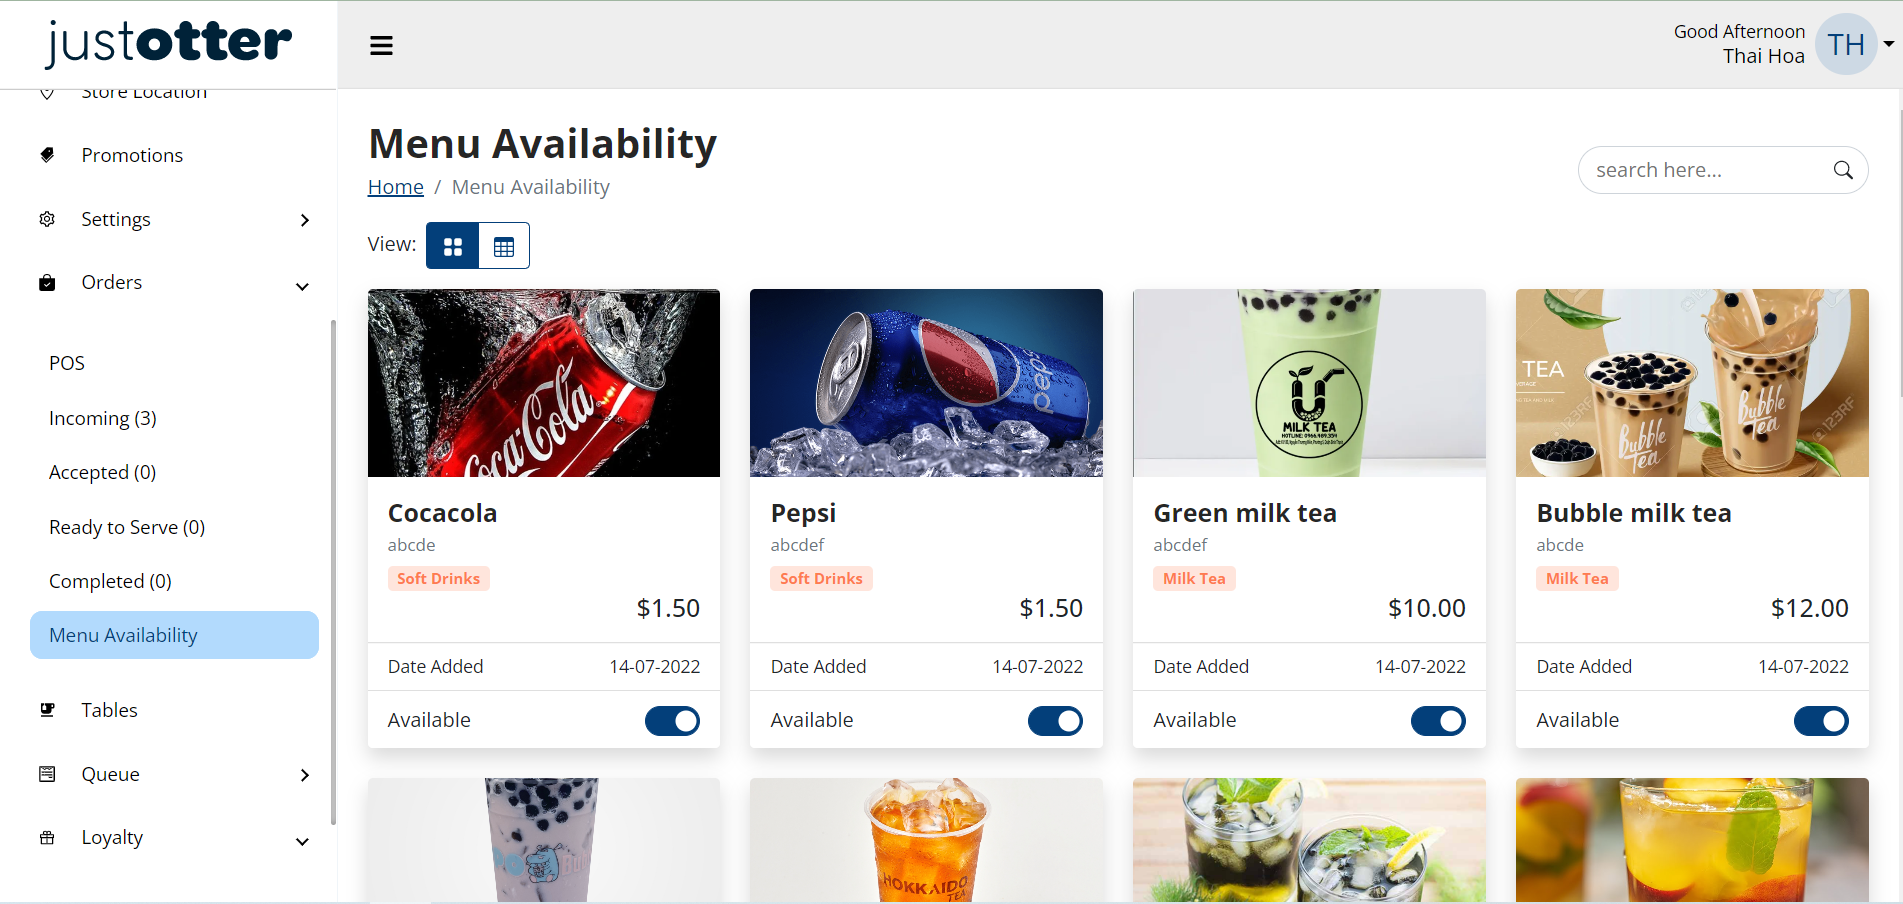 justotter
Good Afternoon
Thai Hoa
TH
Store Location
Promotions
Settings
Orders
POS
Incoming (3)
Accepted (0)
Ready to Serve (0)
Completed (0)
Menu Availability
Tables
Queue
Loyalty
Menu Availability
Home / Menu Availability
search here...
View:
Coca-Cola
pepsi
MILK TEA
HOTLINE: 0966.989.359
TEA
Bubble
Tea
Bubble
Tea
123RF
Cocacola
abcde
Soft Drinks
$1.50
Date Added 14-07-2022
Available
Pepsi
abcdef
Soft Drinks
$1.50
Date Added 14-07-2022
Available
Green milk tea
abcdef
Milk Tea
$10.00
Date Added 14-07-2022
Available
Bubble milk tea
abcde
Milk Tea
$12.00
Date Added 14-07-2022
Available
HOKKAIDO
TEA